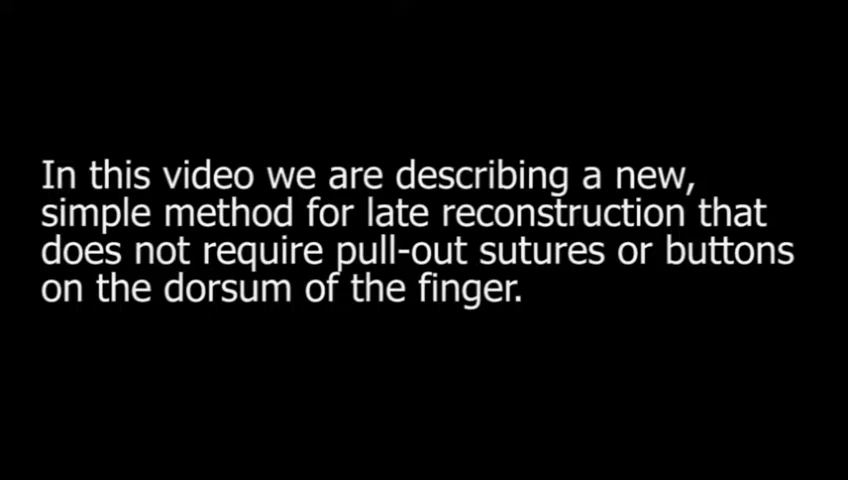 In this video we are describing a new,
simple method for late reconstruction that
does not require pull-out sutures or buttons
on the dorsum of the finger.